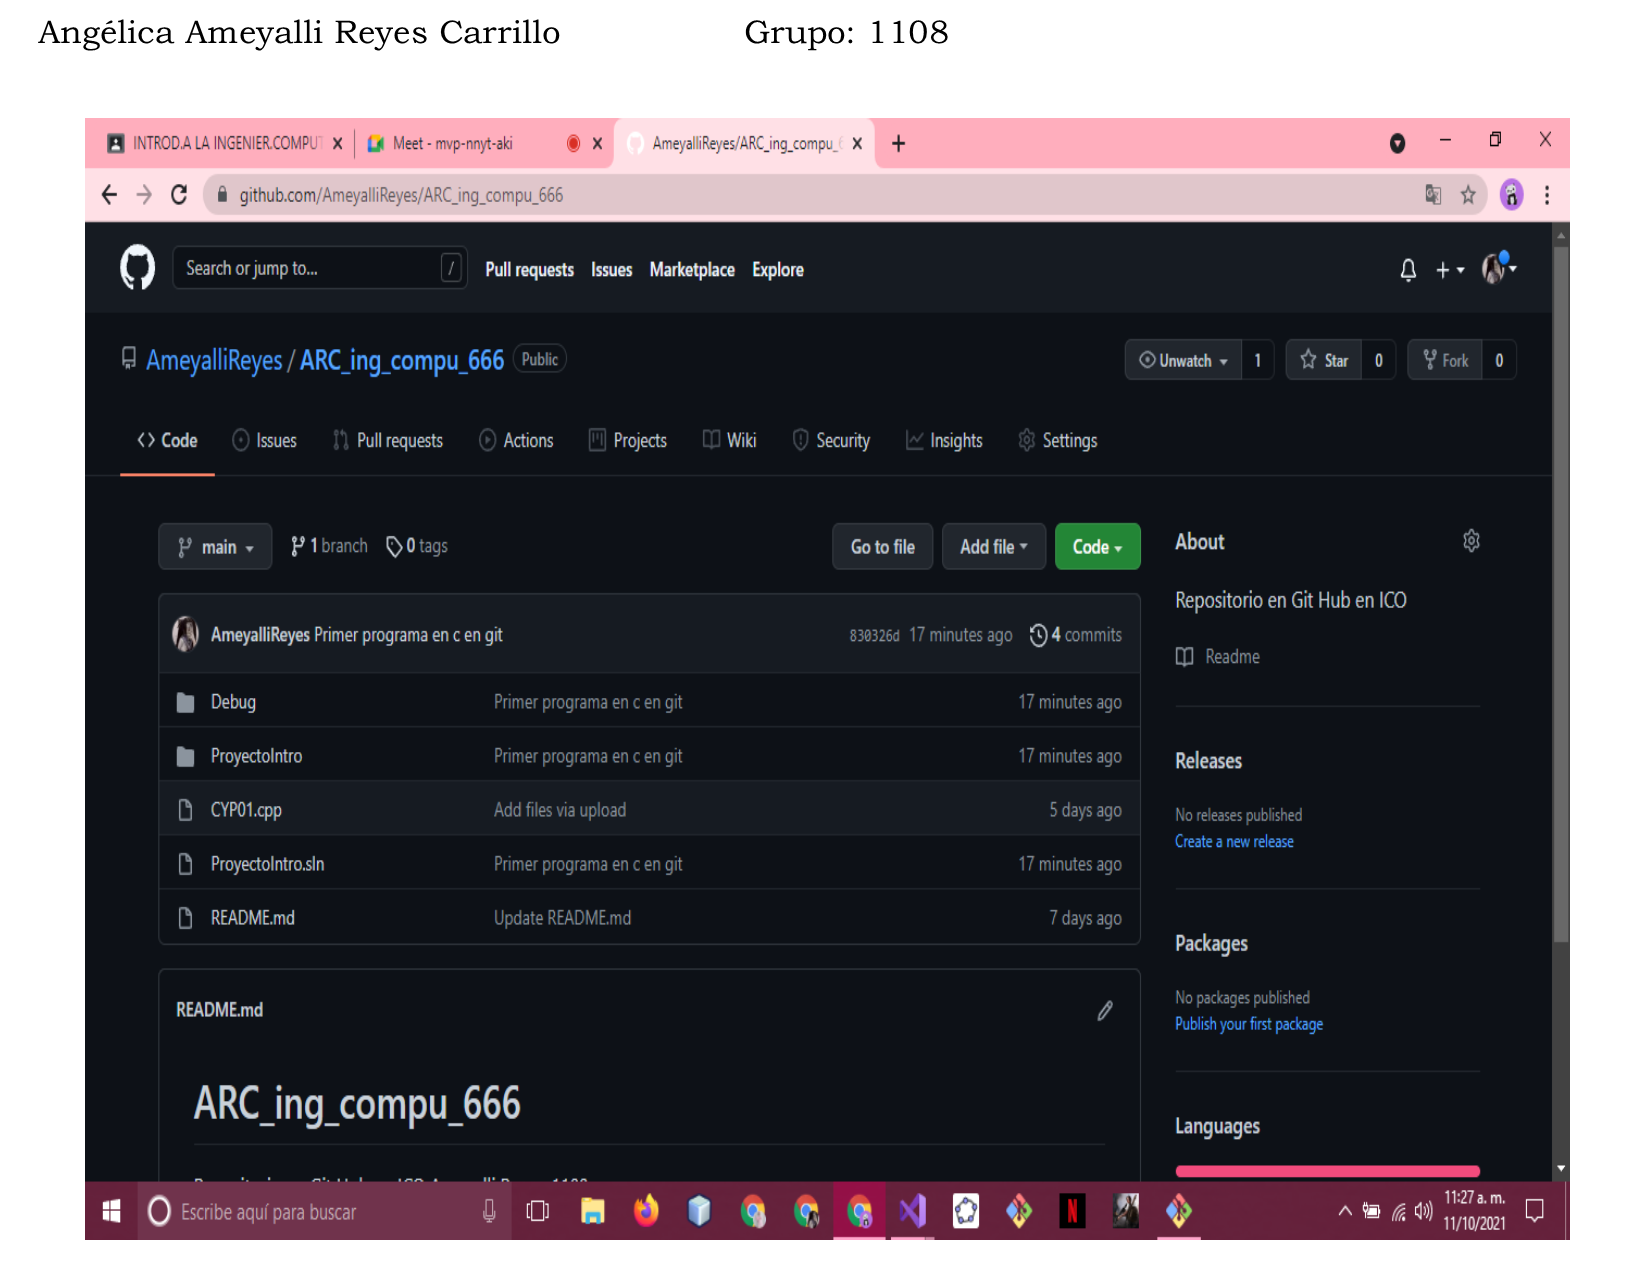 Angélica Ameyalli Reyes Carrillo Grupo: 1108
INTROD.A LA INGENIER.COMPUT Meet - mvp-nnyt-aki AmeyalliReyes/ARC_ing_compu_6
github.com/AmeyalliReyes/ARC_ing_compu_666
Search or jump to... / Pull requests Issues Marketplace Explore
AmeyalliReyes / ARC_ing_compu_666 Public Unwatch 1 Star 0 Fork 0
<> Code Issues Pull requests Actions Projects Wiki Security Insights Settings
main 1 branch 0 tags Go to file Add file Code
About
Repositorio en Git Hub en ICO
Readme
AmeyalliReyes Primer programa en c en git 830326d 17 minutes ago 4 commits
Debug Primer programa en c en git 17 minutes ago
ProyectoIntro Primer programa en c en git 17 minutes ago
CYP01.cpp Add files via upload 5 days ago
ProyectoIntro.sln Primer programa en c en git 17 minutes ago
README.md Update README.md 7 days ago
Releases
No releases published
Create a new release
Packages
No packages published
Publish your first package
Languages
README.md
ARC_ing_compu_666
Escribe aquí para buscar
11:27 a. m.
11/10/2021